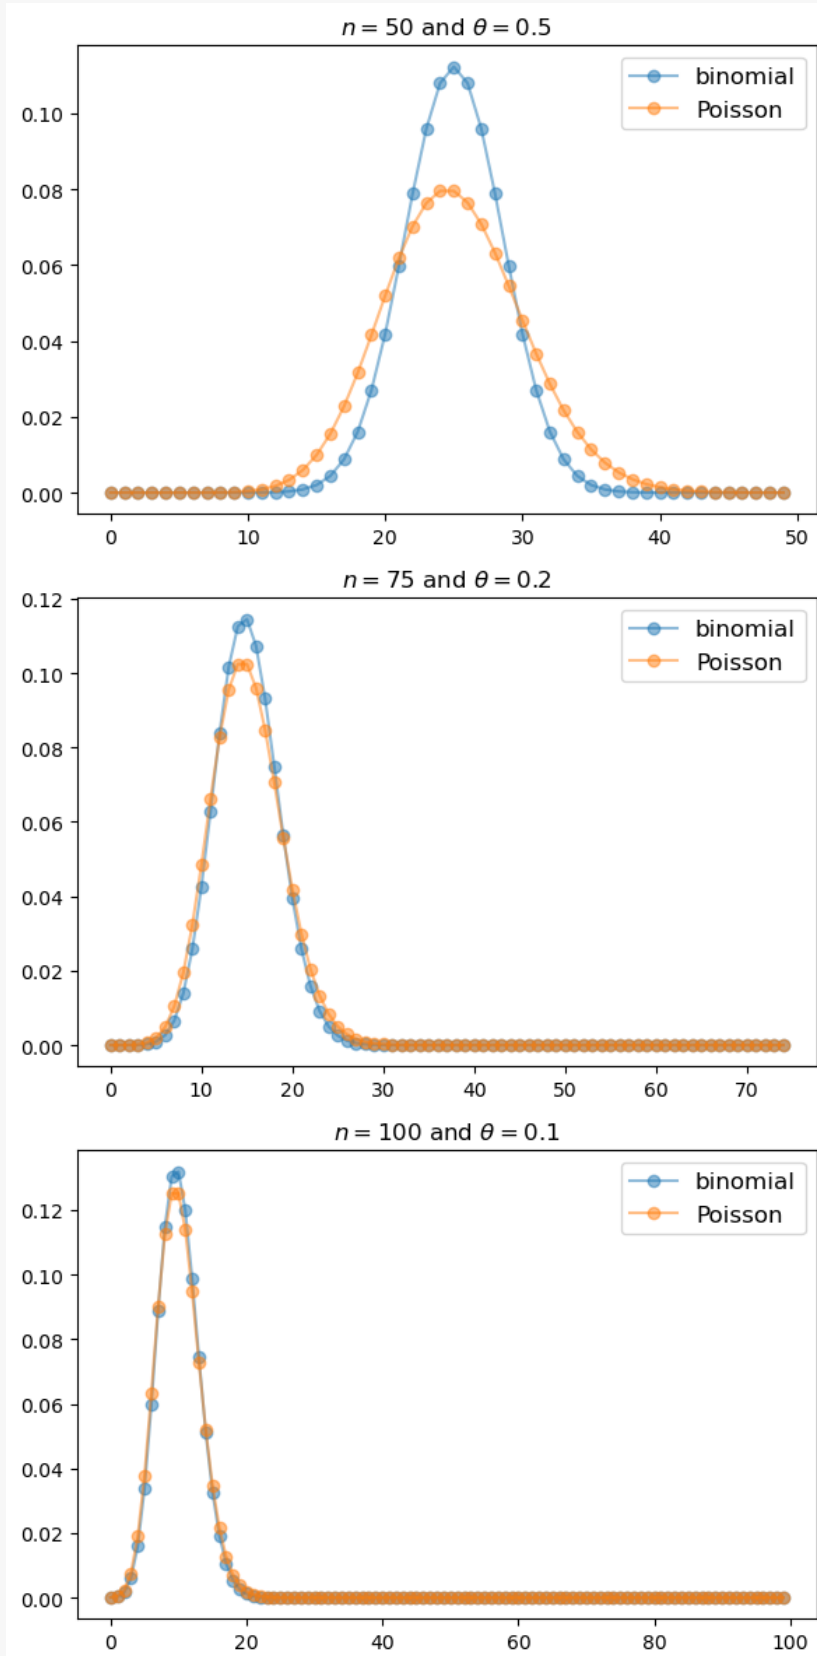 n = 50 and θ = 0.5
binomial
Poisson
0.10
0.08
0.06
0.04
0.02
0.00
0 10 20 30 40 50
n = 75 and θ = 0.2
binomial
Poisson
0.12
0.10
0.08
0.06
0.04
0.02
0.00
0 10 20 30 40 50 60 70
n = 100 and θ = 0.1
binomial
Poisson
0.12
0.10
0.08
0.06
0.04
0.02
0.00
0 20 40 60 80 100